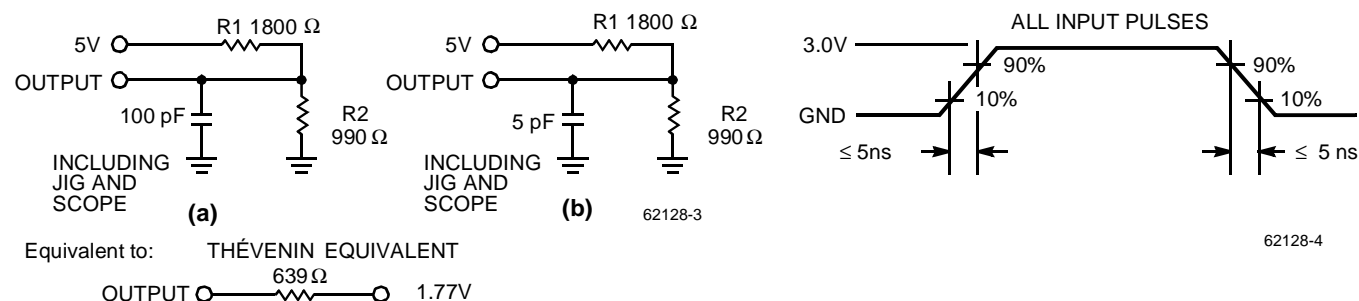 R1 1800 Ω
5V
OUTPUT
100 pF
R2
990 Ω
INCLUDING
JIG AND
SCOPE
(a)
R1 1800 Ω
5V
OUTPUT
5 pF
R2
990 Ω
INCLUDING
JIG AND
SCOPE
(b)
62128-3
ALL INPUT PULSES
3.0V
90%
10%
GND
90%
10%
≤ 5ns
≤ 5 ns
62128-4
Equivalent to: THÉVENIN EQUIVALENT
639 Ω
OUTPUT 1.77V